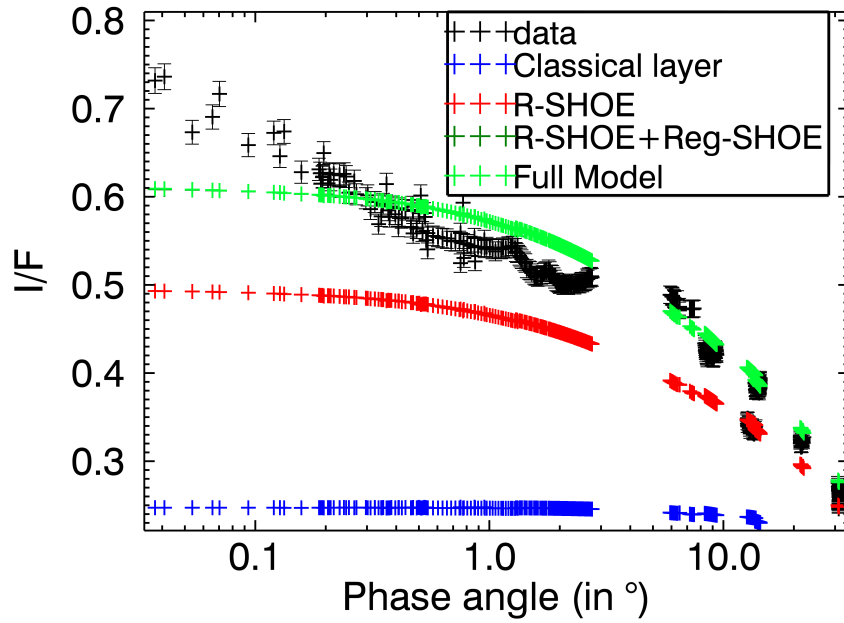 0.8
0.7
0.6
0.5
0.4
0.3
I/F
data
Classical layer
R-SHOE
R-SHOE+Reg-SHOE
Full Model
0.1
1.0
10.0
Phase angle (in °)